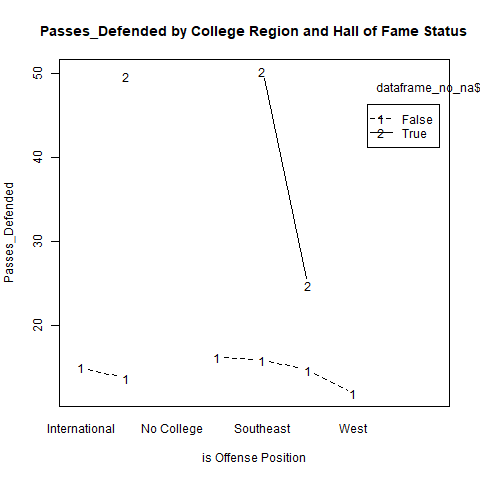 Passes_Defended by College Region and Hall of Fame Status
dataframe_no_na$
1 False
2 True
Passes_Defended
50
40
30
20
2
2
2
1
1
1
1
1
1
International No College Southeast West
is Offense Position